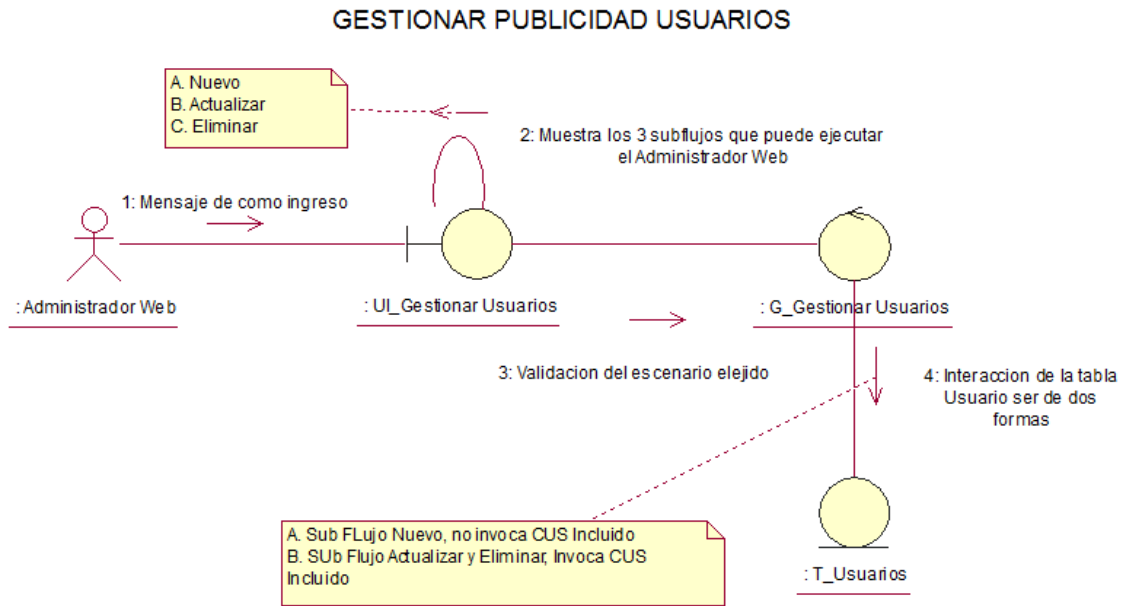 GESTIONAR PUBLICIDAD USUARIOS
A. Nuevo
B. Actualizar
C. Eliminar
2: Muestra los 3 subflujos que puede ejecutar
el Administrador Web
1: Mensaje de como ingreso
: Administrador Web
: UI_Gestionar Usuarios
: G_Gestionar Usuarios
3: Validacion del escenario elejido
4: Interaccion de la tabla
Usuario ser de dos
formas
A. Sub FLujo Nuevo, no invoca CUS Incluido
B. SUb Flujo Actualizar y Eliminar, Invoca CUS
Incluido
: T_Usuarios